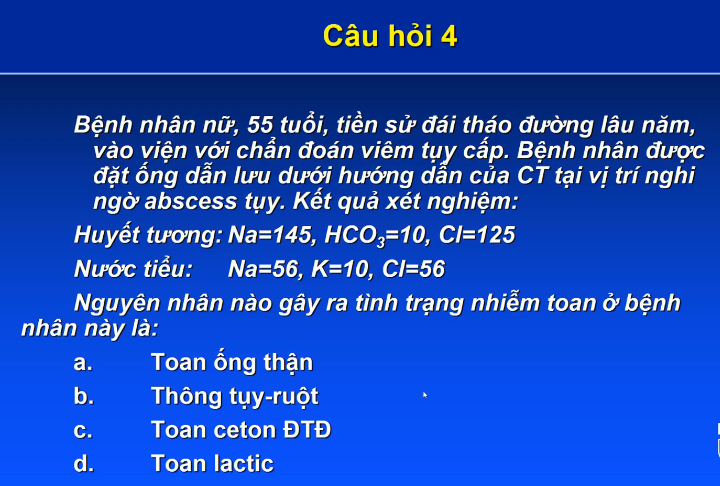 Câu hỏi 4
Bệnh nhân nữ, 55 tuổi, tiền sử đái tháo đường lâu năm,
vào viện với chẩn đoán viêm tụy cấp. Bệnh nhân được
đặt ống dẫn lưu dưới hướng dẫn của CT tại vị trí nghi
ngờ abscess tụy. Kết quả xét nghiệm:
Huyết tương: Na=145, HCO₃=10, Cl=125
Nước tiểu: Na=56, K=10, Cl=56
Nguyên nhân nào gây ra tình trạng nhiễm toan ở bệnh
nhân này là:
a. Toan ống thận
b. Thông tụy-ruột
c. Toan ceton ĐTĐ
d. Toan lactic